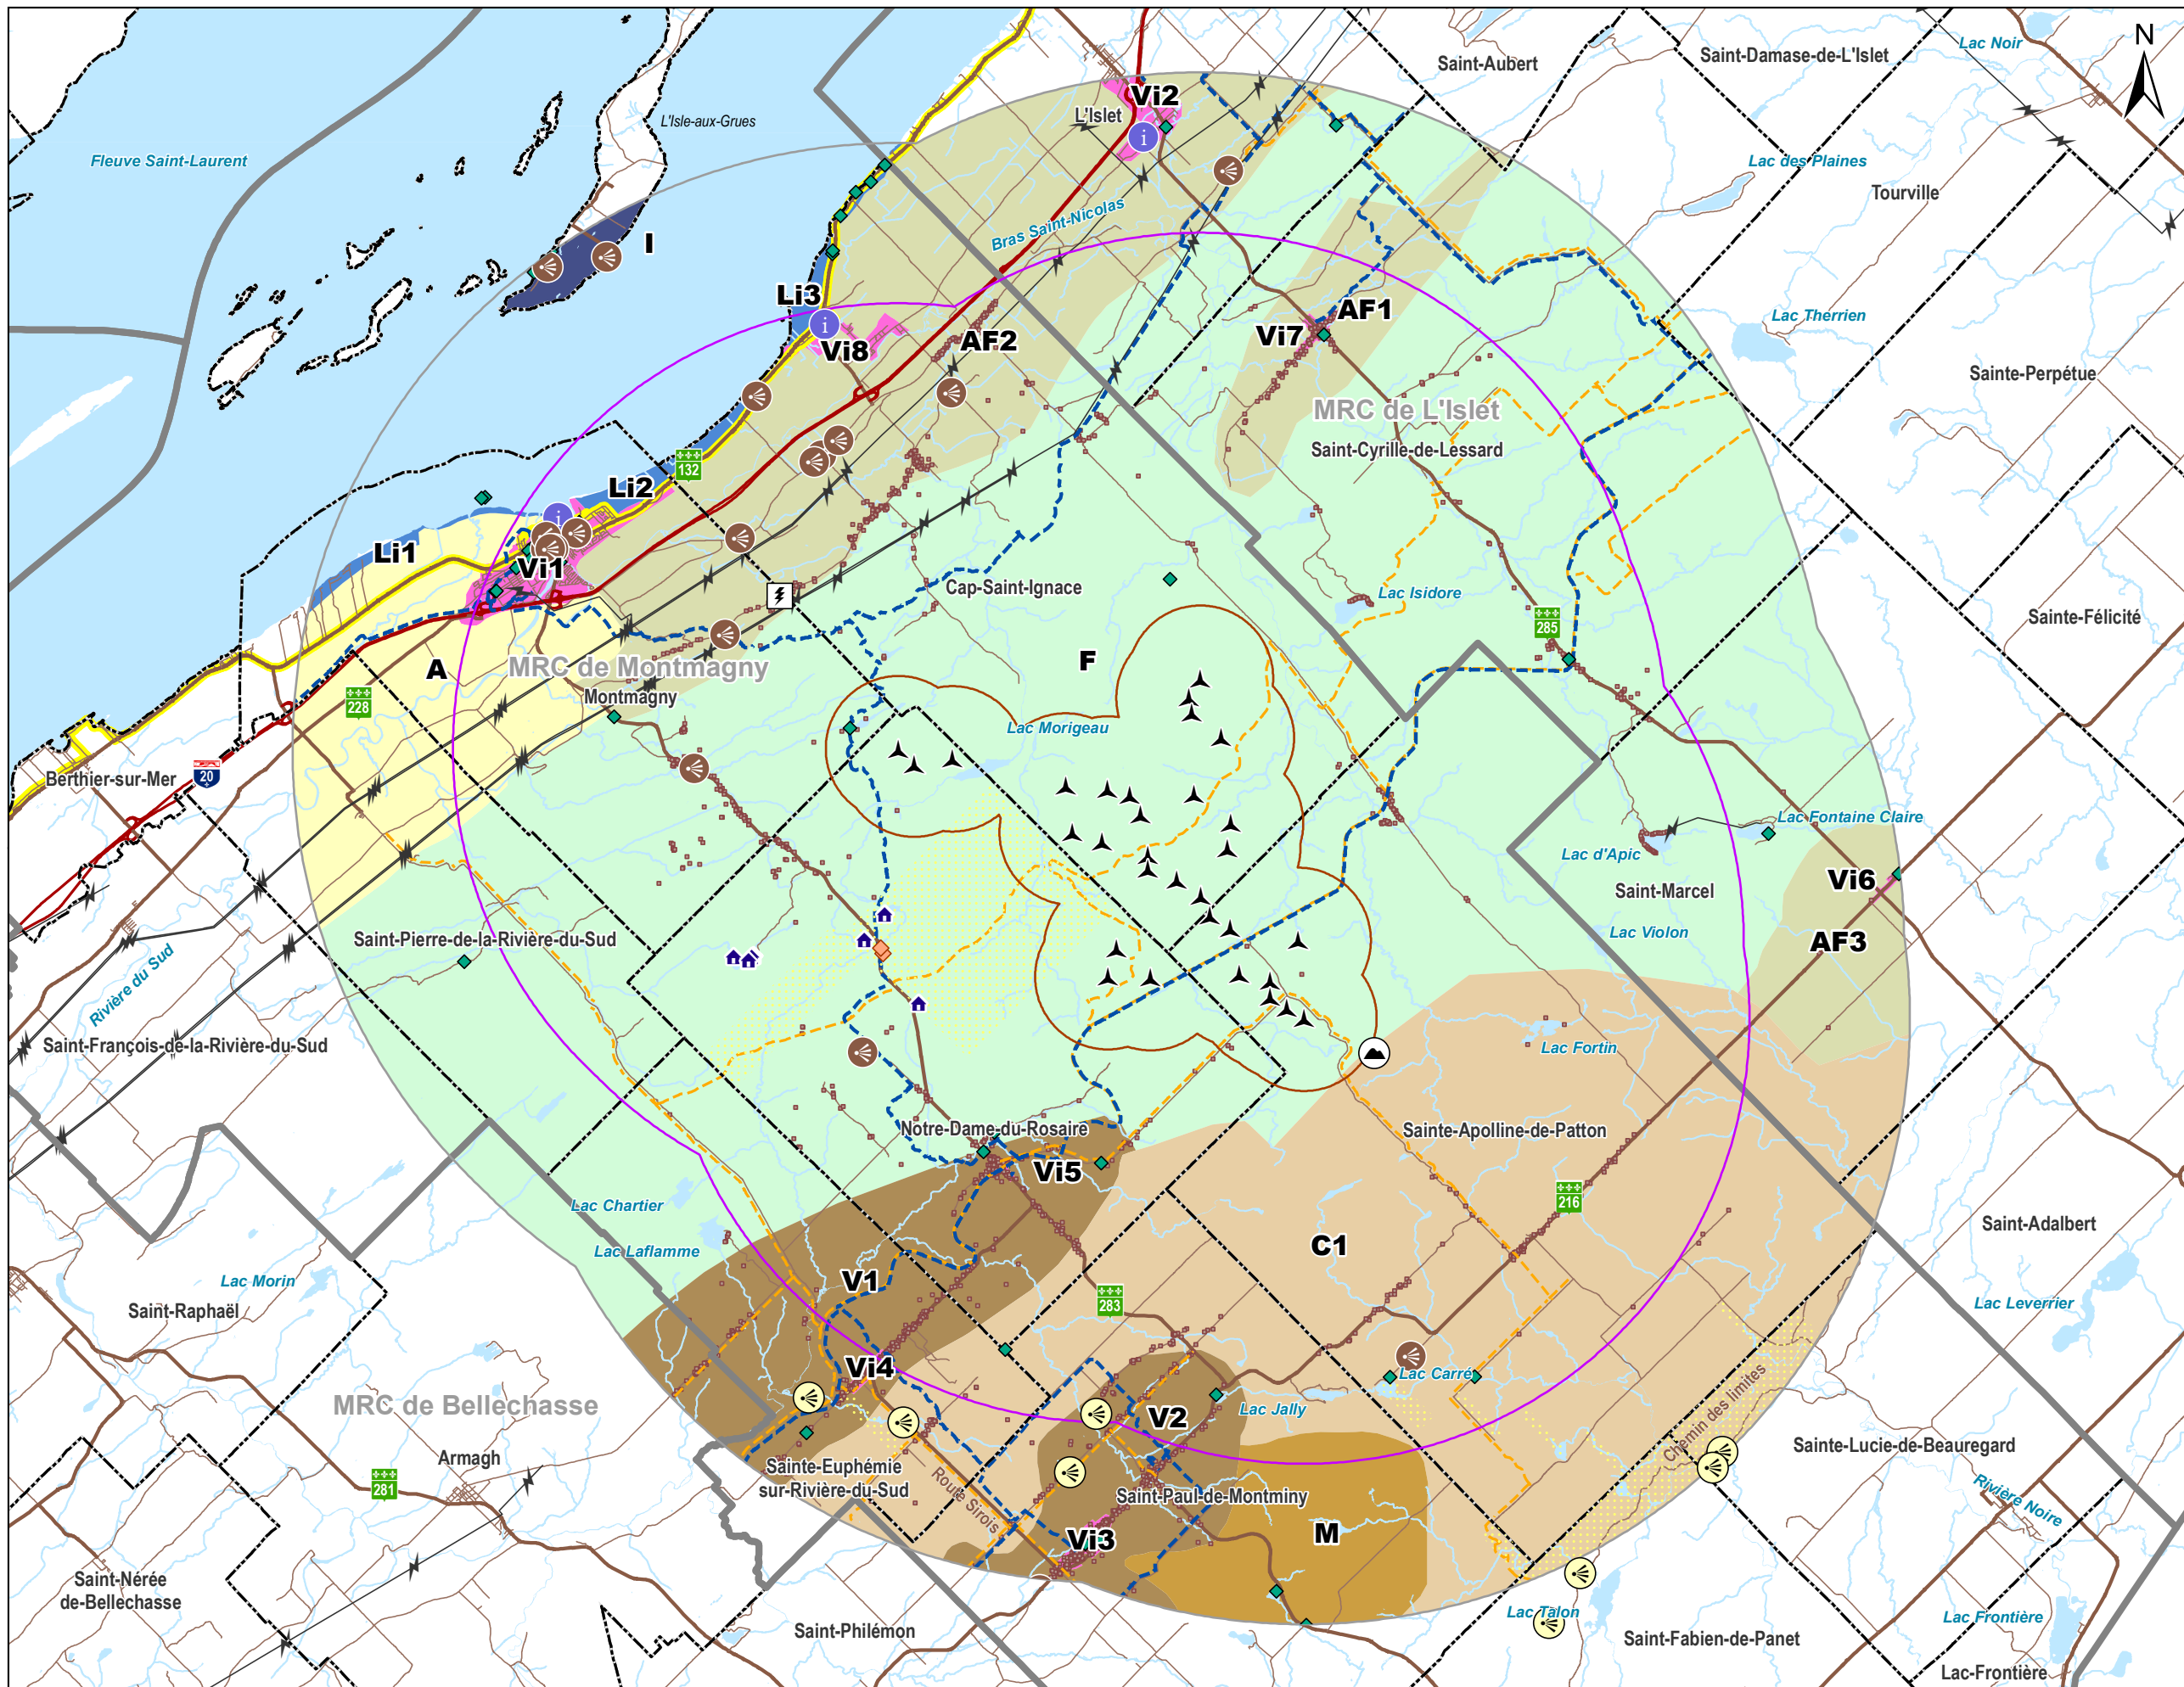 N
Saint-Aubert
Saint-Damase-de-L'Islet
Lac Noir
Vi2
L'Islet
i
L'Isle-aux-Grues
Fleuve Saint-Laurent
Lac des Plaines
Tourville
Bras Saint-Nicolas
I
Li3
i
Vi8
AF2
Vi7
AF1
Lac Therrien
Sainte-Perpétue
MRC de L'Islet
Saint-Cyrille-de-Lessard
132
Li2
i
Li1
Vi1
Cap-Saint-Ignace
Lac Isidore
Sainte-Félicité
285
A
MRC de Montmagny
F
Montmagny
228
Lac Morigeau
Berthier-sur-Mer
20
Lac Fontaine Claire
Lac d'Apic
Saint-Marcel
Vi6
Lac Violon
AF3
Saint-Pierre-de-la-Rivière-du-Sud
Rivière du Sud
Saint-François-de-la-Rivière-du-Sud
Lac Fortin
Notre-Dame-du-Rosaire
Sainte-Apolline-de-Patton
Vi5
216
Lac Chartier
Saint-Adalbert
Lac Laflamme
C1
V1
Lac Morin
Saint-Raphaël
283
Lac Leverrier
Vi4
Lac Carré
MRC de Bellechasse
V2
Lac Jally
Chemin des limites
Armagh
281
Sainte-Euphémie
sur-Rivière-du-Sud
Route Sirois
Saint-Paul-de-Montminy
Sainte-Lucie-de-Beauregard
Rivière Noire
Vi3
M
Saint-Nérée
de-Bellechasse
Saint-Philémon
Lac Talon
Saint-Fabien-de-Panet
Lac Frontière
Lac-Frontière